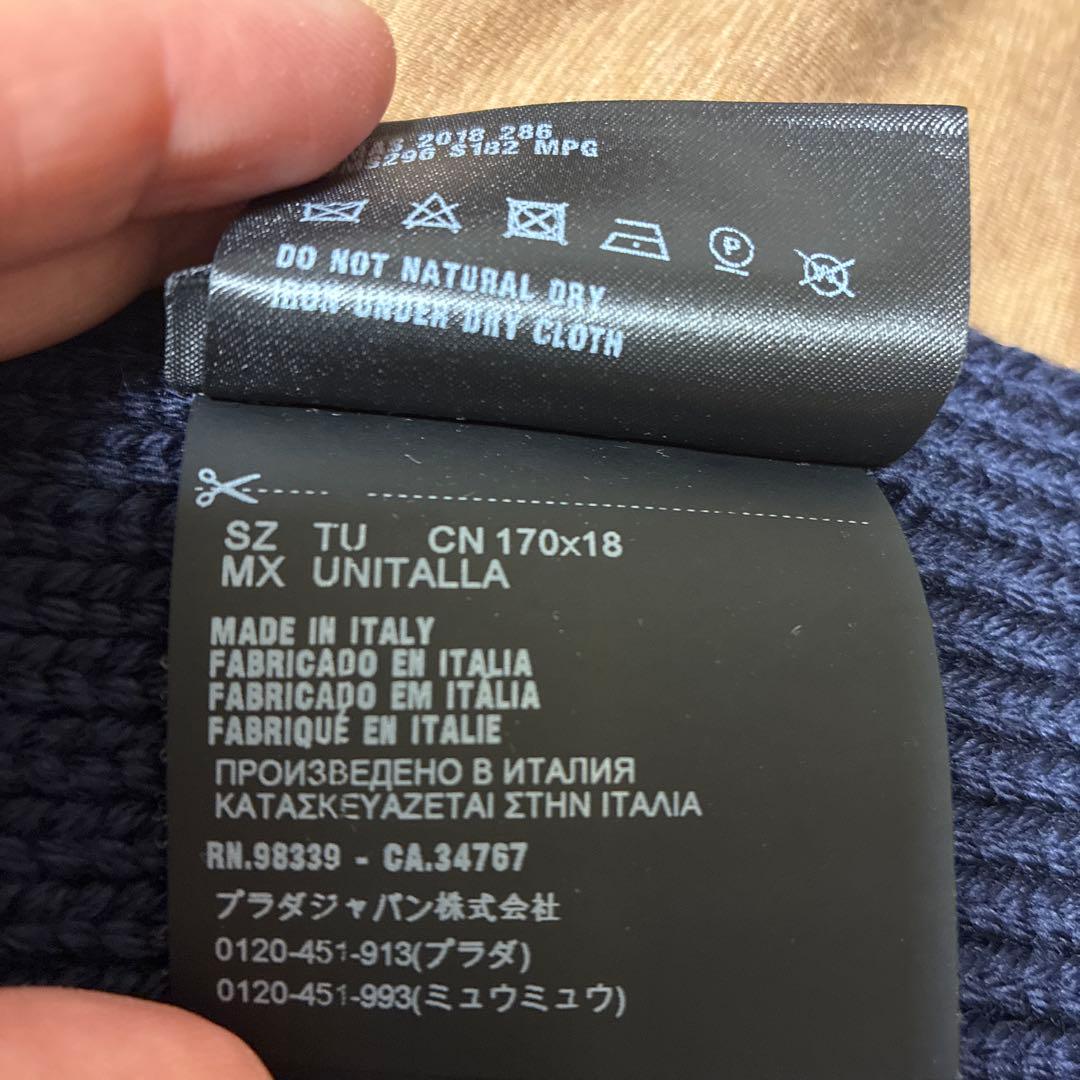 2018 286
S182 MPG
P
DO NOT NATURAL DRY
IRON UNDER DRY CLOTH
SZ TU CN 170x18
MX UNITALLA
MADE IN ITALY
FABRICADO EN ITALIA
FABRICADO EM ITÀLIA
FABRIQUÉ EN ITALIE
ПРОИЗВЕДЕНО В ИТАЛИЯ
ΚΑΤΑΣΚΕΥΑΖΕΤΑΙ ΣΤΗΝ ΙΤΑΛΙΑ
RN.98339 - CA.34767
プラダジャパン株式会社
0120-451-913(プラダ)
0120-451-993(ミュウミュウ)